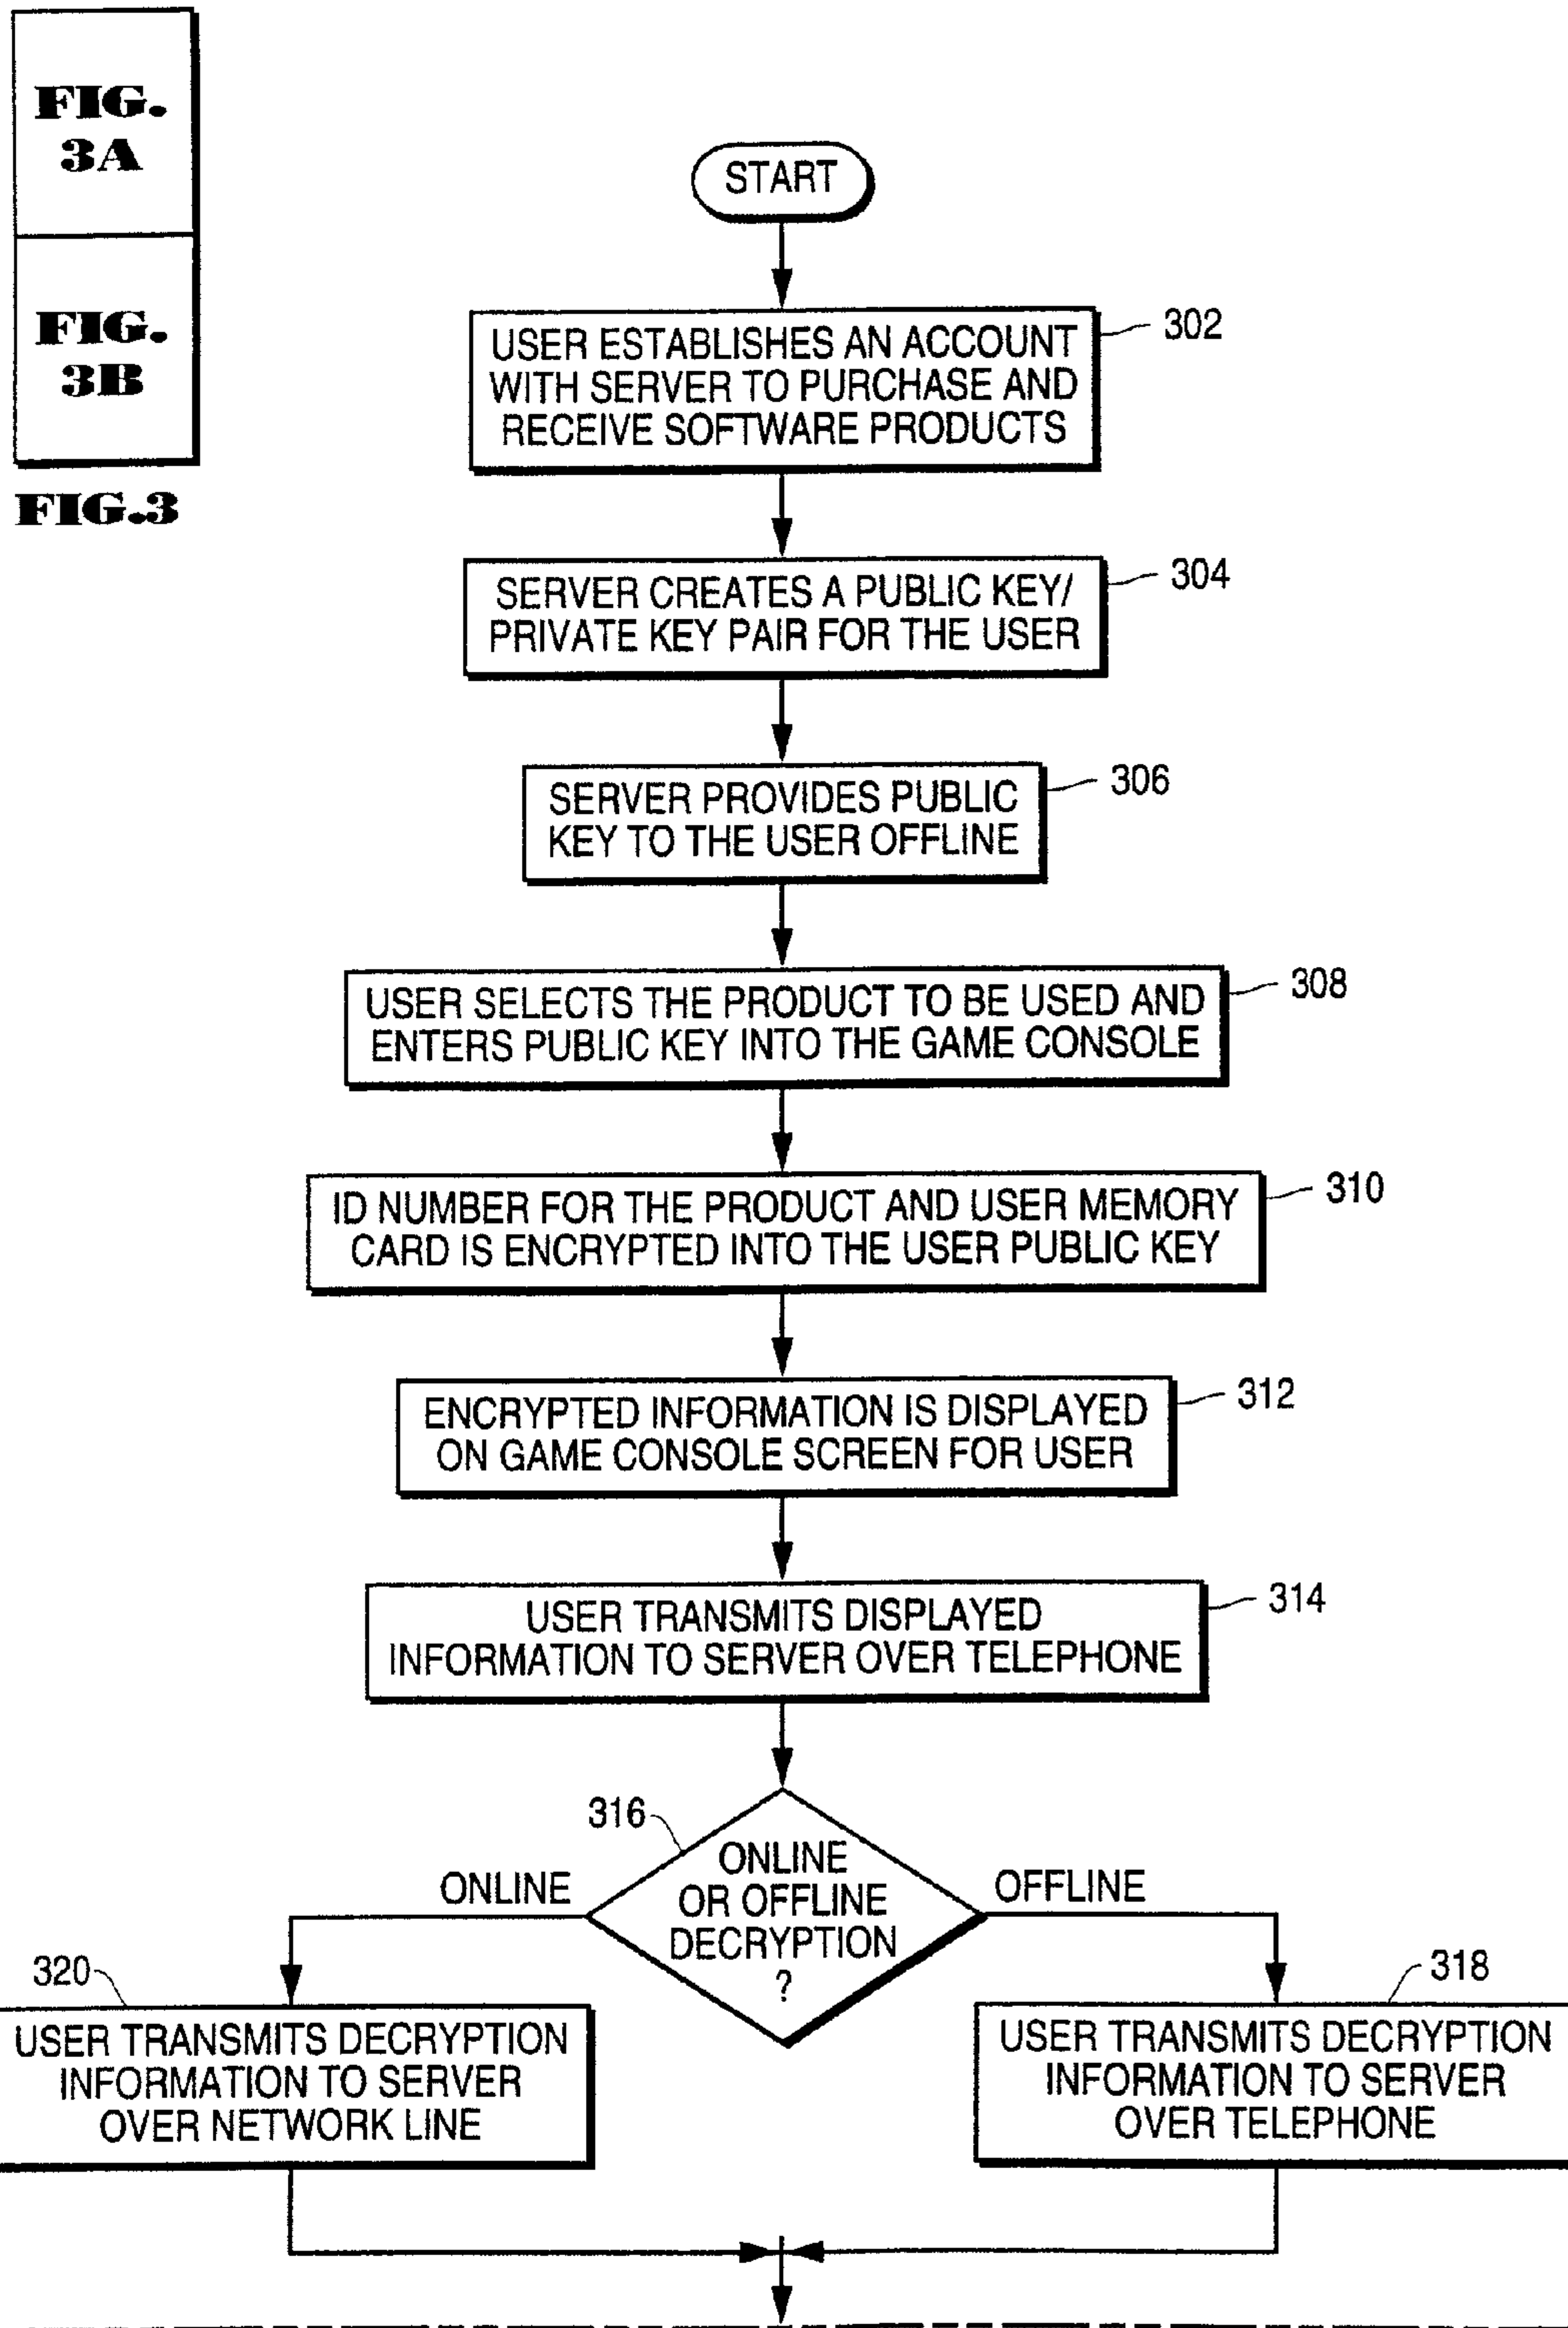 FIG.
3A
FIG.
3B
FIG.3
START
302
USER ESTABLISHES AN ACCOUNT
WITH SERVER TO PURCHASE AND
RECEIVE SOFTWARE PRODUCTS
304
SERVER CREATES A PUBLIC KEY/
PRIVATE KEY PAIR FOR THE USER
306
SERVER PROVIDES PUBLIC
KEY TO THE USER OFFLINE
308
USER SELECTS THE PRODUCT TO BE USED AND
ENTERS PUBLIC KEY INTO THE GAME CONSOLE
310
ID NUMBER FOR THE PRODUCT AND USER MEMORY
CARD IS ENCRYPTED INTO THE USER PUBLIC KEY
312
ENCRYPTED INFORMATION IS DISPLAYED
ON GAME CONSOLE SCREEN FOR USER
314
USER TRANSMITS DISPLAYED
INFORMATION TO SERVER OVER TELEPHONE
316
ONLINE
OR OFFLINE
DECRYPTION
?
ONLINE
OFFLINE
320
USER TRANSMITS DECRYPTION
INFORMATION TO SERVER
OVER NETWORK LINE
318
USER TRANSMITS DECRYPTION
INFORMATION TO SERVER
OVER TELEPHONE